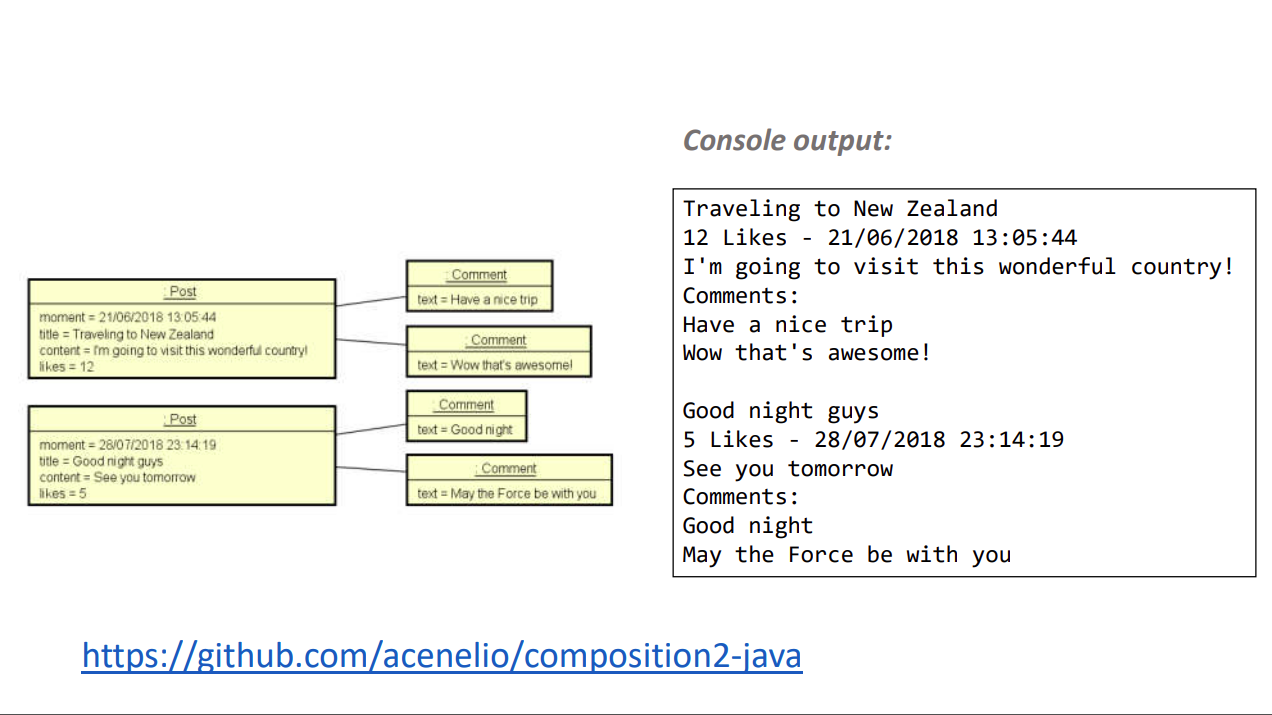 Console output:
: Post
moment = 21/06/2018 13:05:44
title = Traveling to New Zealand
content = I'm going to visit this wonderful country!
likes = 12
: Comment
text = Have a nice trip
: Comment
text = Wow that's awesome!
: Post
moment = 28/07/2018 23:14:19
title = Good night guys
content = See you tomorrow
likes = 5
: Comment
text = Good night
: Comment
text = May the Force be with you
Traveling to New Zealand
12 Likes - 21/06/2018 13:05:44
I'm going to visit this wonderful country!
Comments:
Have a nice trip
Wow that's awesome!
Good night guys
5 Likes - 28/07/2018 23:14:19
See you tomorrow
Comments:
Good night
May the Force be with you
https://github.com/acenelio/composition2-java